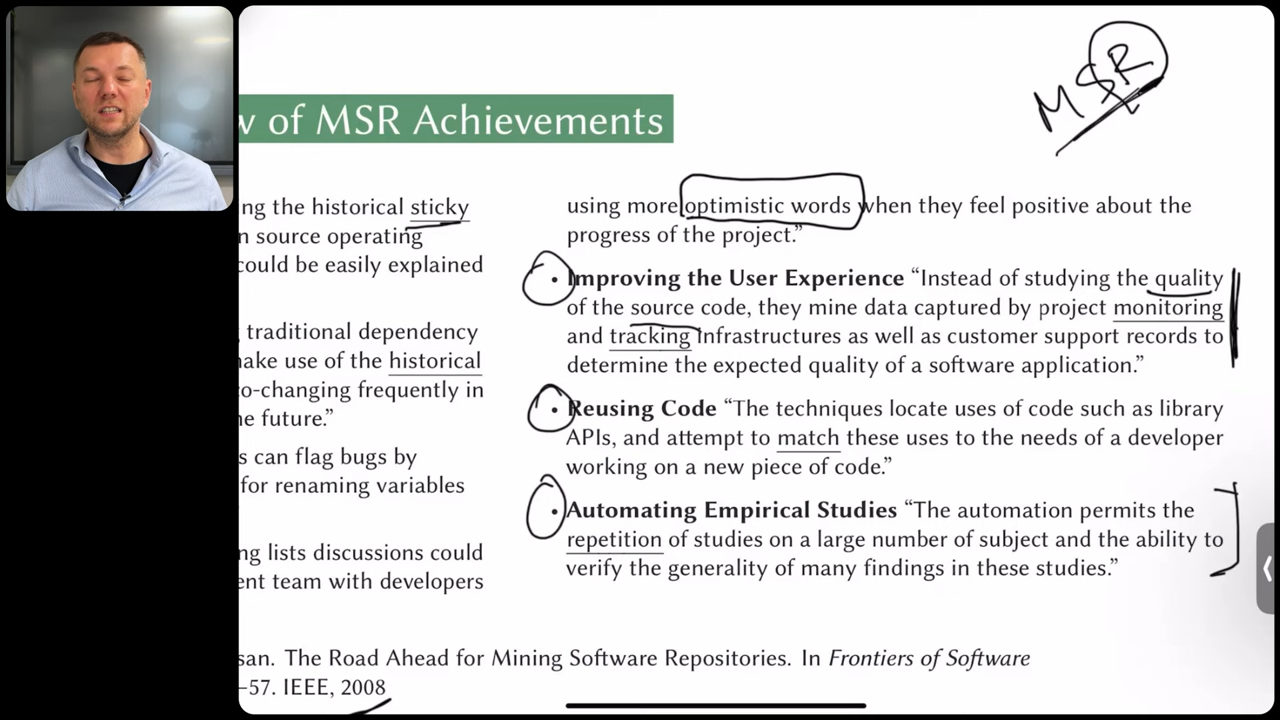 MSR
w of MSR Achievements
ng the historical sticky
n source operating
could be easily explained
traditional dependency
ake use of the historical
co-changing frequently in
e future.”
s can flag bugs by
for renaming variables
ng lists discussions could
ent team with developers
using more optimistic words when they feel positive about the
progress of the project.”
• Improving the User Experience “Instead of studying the quality
of the source code, they mine data captured by project monitoring
and tracking infrastructures as well as customer support records to
determine the expected quality of a software application.”
• Reusing Code “The techniques locate uses of code such as library
APIs, and attempt to match these uses to the needs of a developer
working on a new piece of code.”
• Automating Empirical Studies “The automation permits the
repetition of studies on a large number of subject and the ability to
verify the generality of many findings in these studies.”
san. The Road Ahead for Mining Software Repositories. In Frontiers of Software
–57. IEEE, 2008